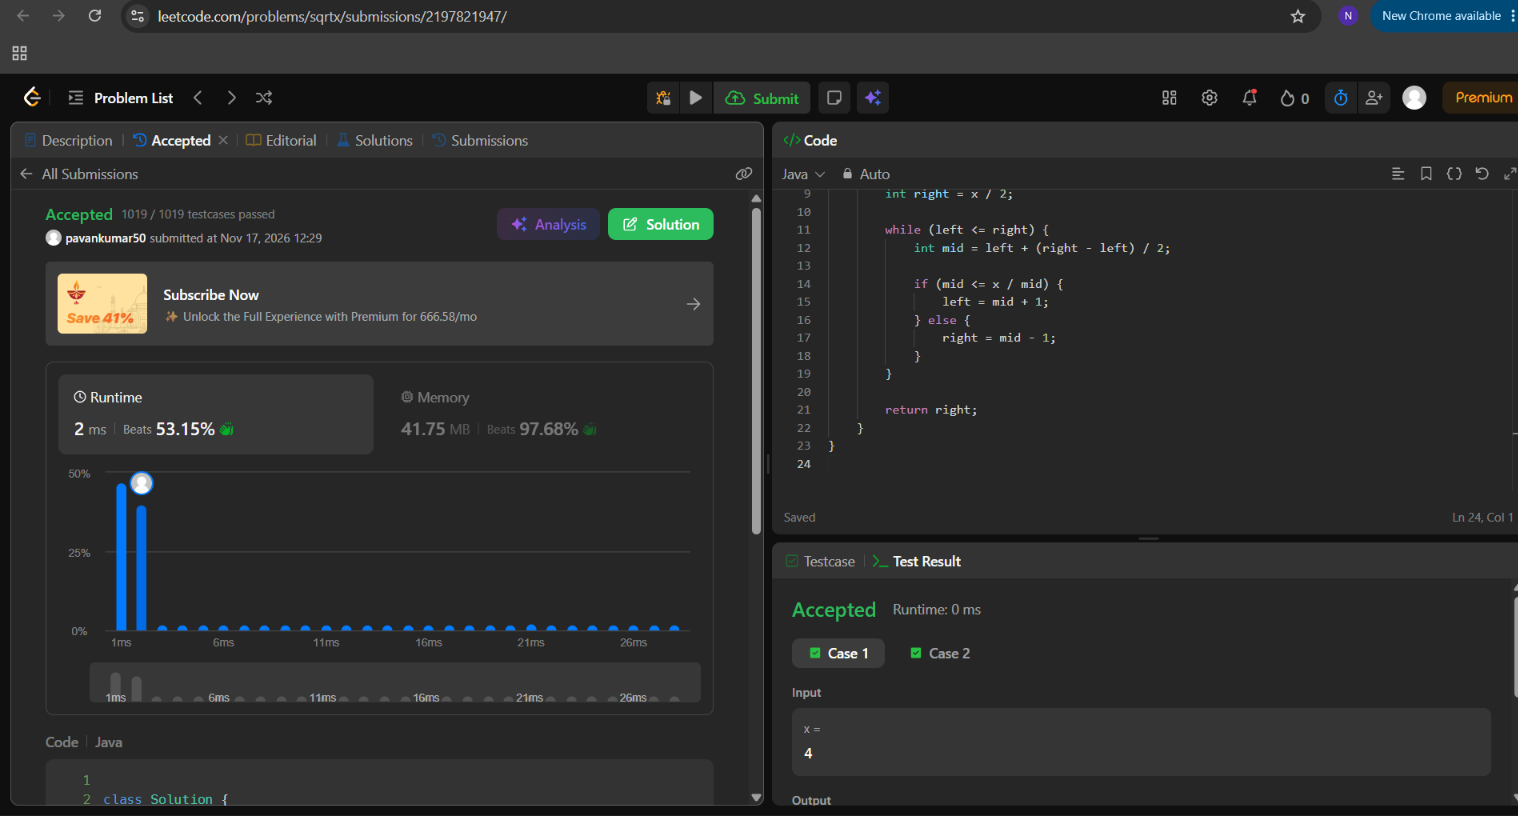 leetcode.com/problems/sqrtx/submissions/2197821947/
N
New Chrome available
Problem List
Submit
0
Premium
Description
Accepted
Editorial
Solutions
Submissions
All Submissions
Accepted 1019 / 1019 testcases passed
pavankumar50 submitted at Nov 17, 2026 12:29
Analysis
Solution
Save 41%
Subscribe Now
✨ Unlock the Full Experience with Premium for 666.58/mo
Runtime
2 ms Beats 53.15%
Memory
41.75 MB Beats 97.68%
50%
25%
0%
1ms 6ms 11ms 16ms 21ms 26ms
1ms 6ms 11ms 16ms 21ms 26ms
Code Java
1
2 class Solution {
</> Code
Java Auto
9 int right = x / 2;
10
11 while (left <= right) {
12 int mid = left + (right - left) / 2;
13
14 if (mid <= x / mid) {
15 left = mid + 1;
16 } else {
17 right = mid - 1;
18 }
19 }
20
21 return right;
22 }
23 }
24
Saved
Ln 24, Col 1
Testcase
>_ Test Result
Accepted Runtime: 0 ms
Case 1 Case 2
Input
x =
4
Output